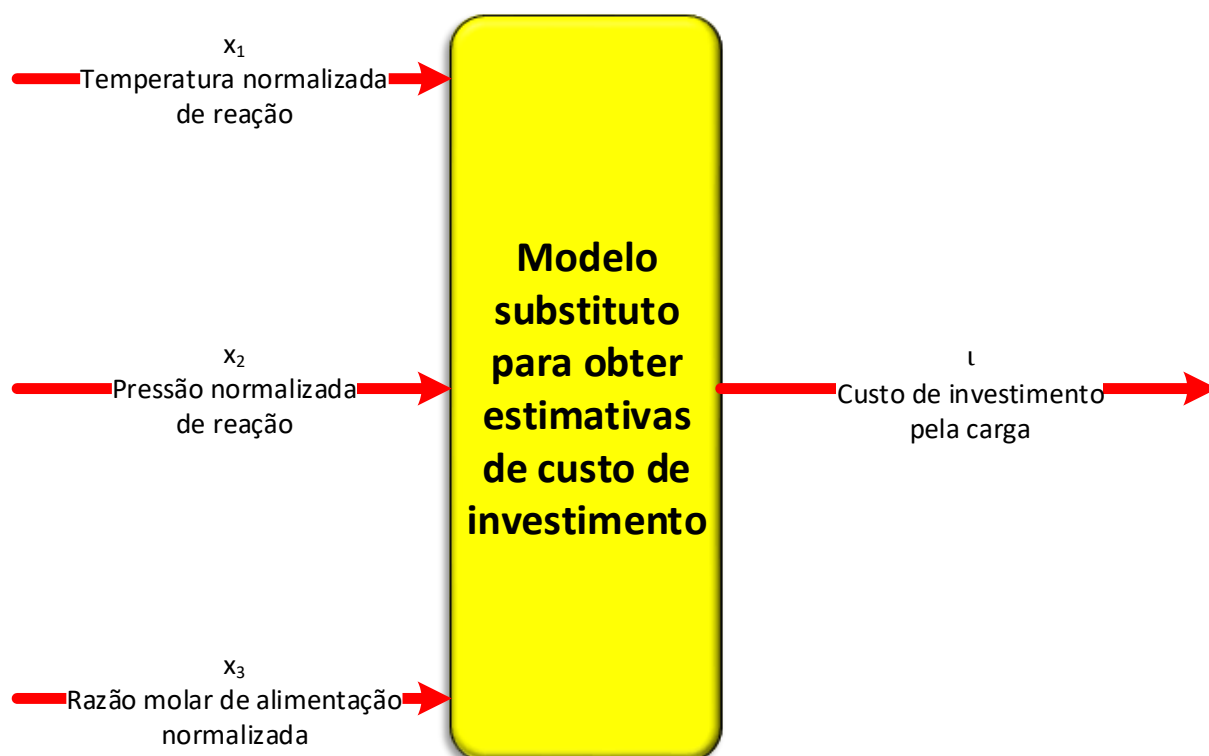 x₁
Temperatura normalizada
de reação
x₂
Pressão normalizada
de reação
x₃
Razão molar de alimentação
normalizada
Modelo
substituto
para obter
estimativas
de custo de
investimento
ι
Custo de investimento
pela carga